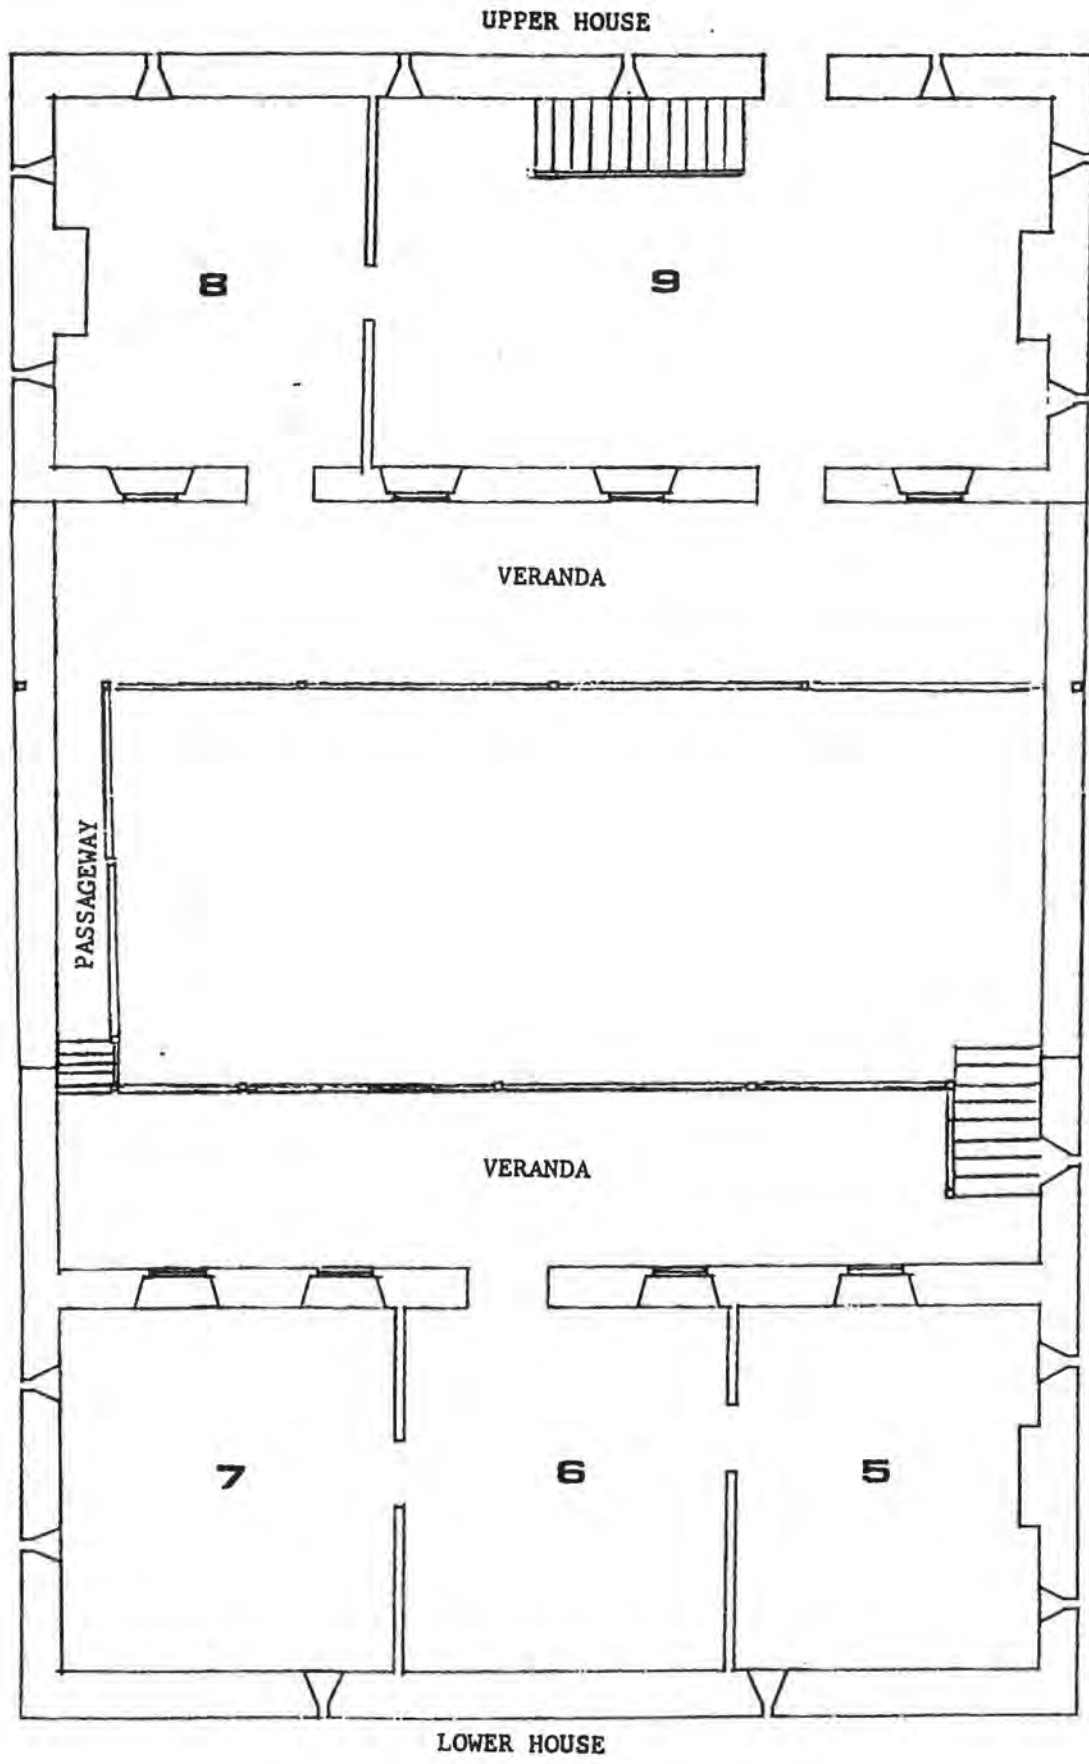 UPPER HOUSE
8
9
VERANDA
PASSAGEWAY
VERANDA
7
6
5
LOWER HOUSE